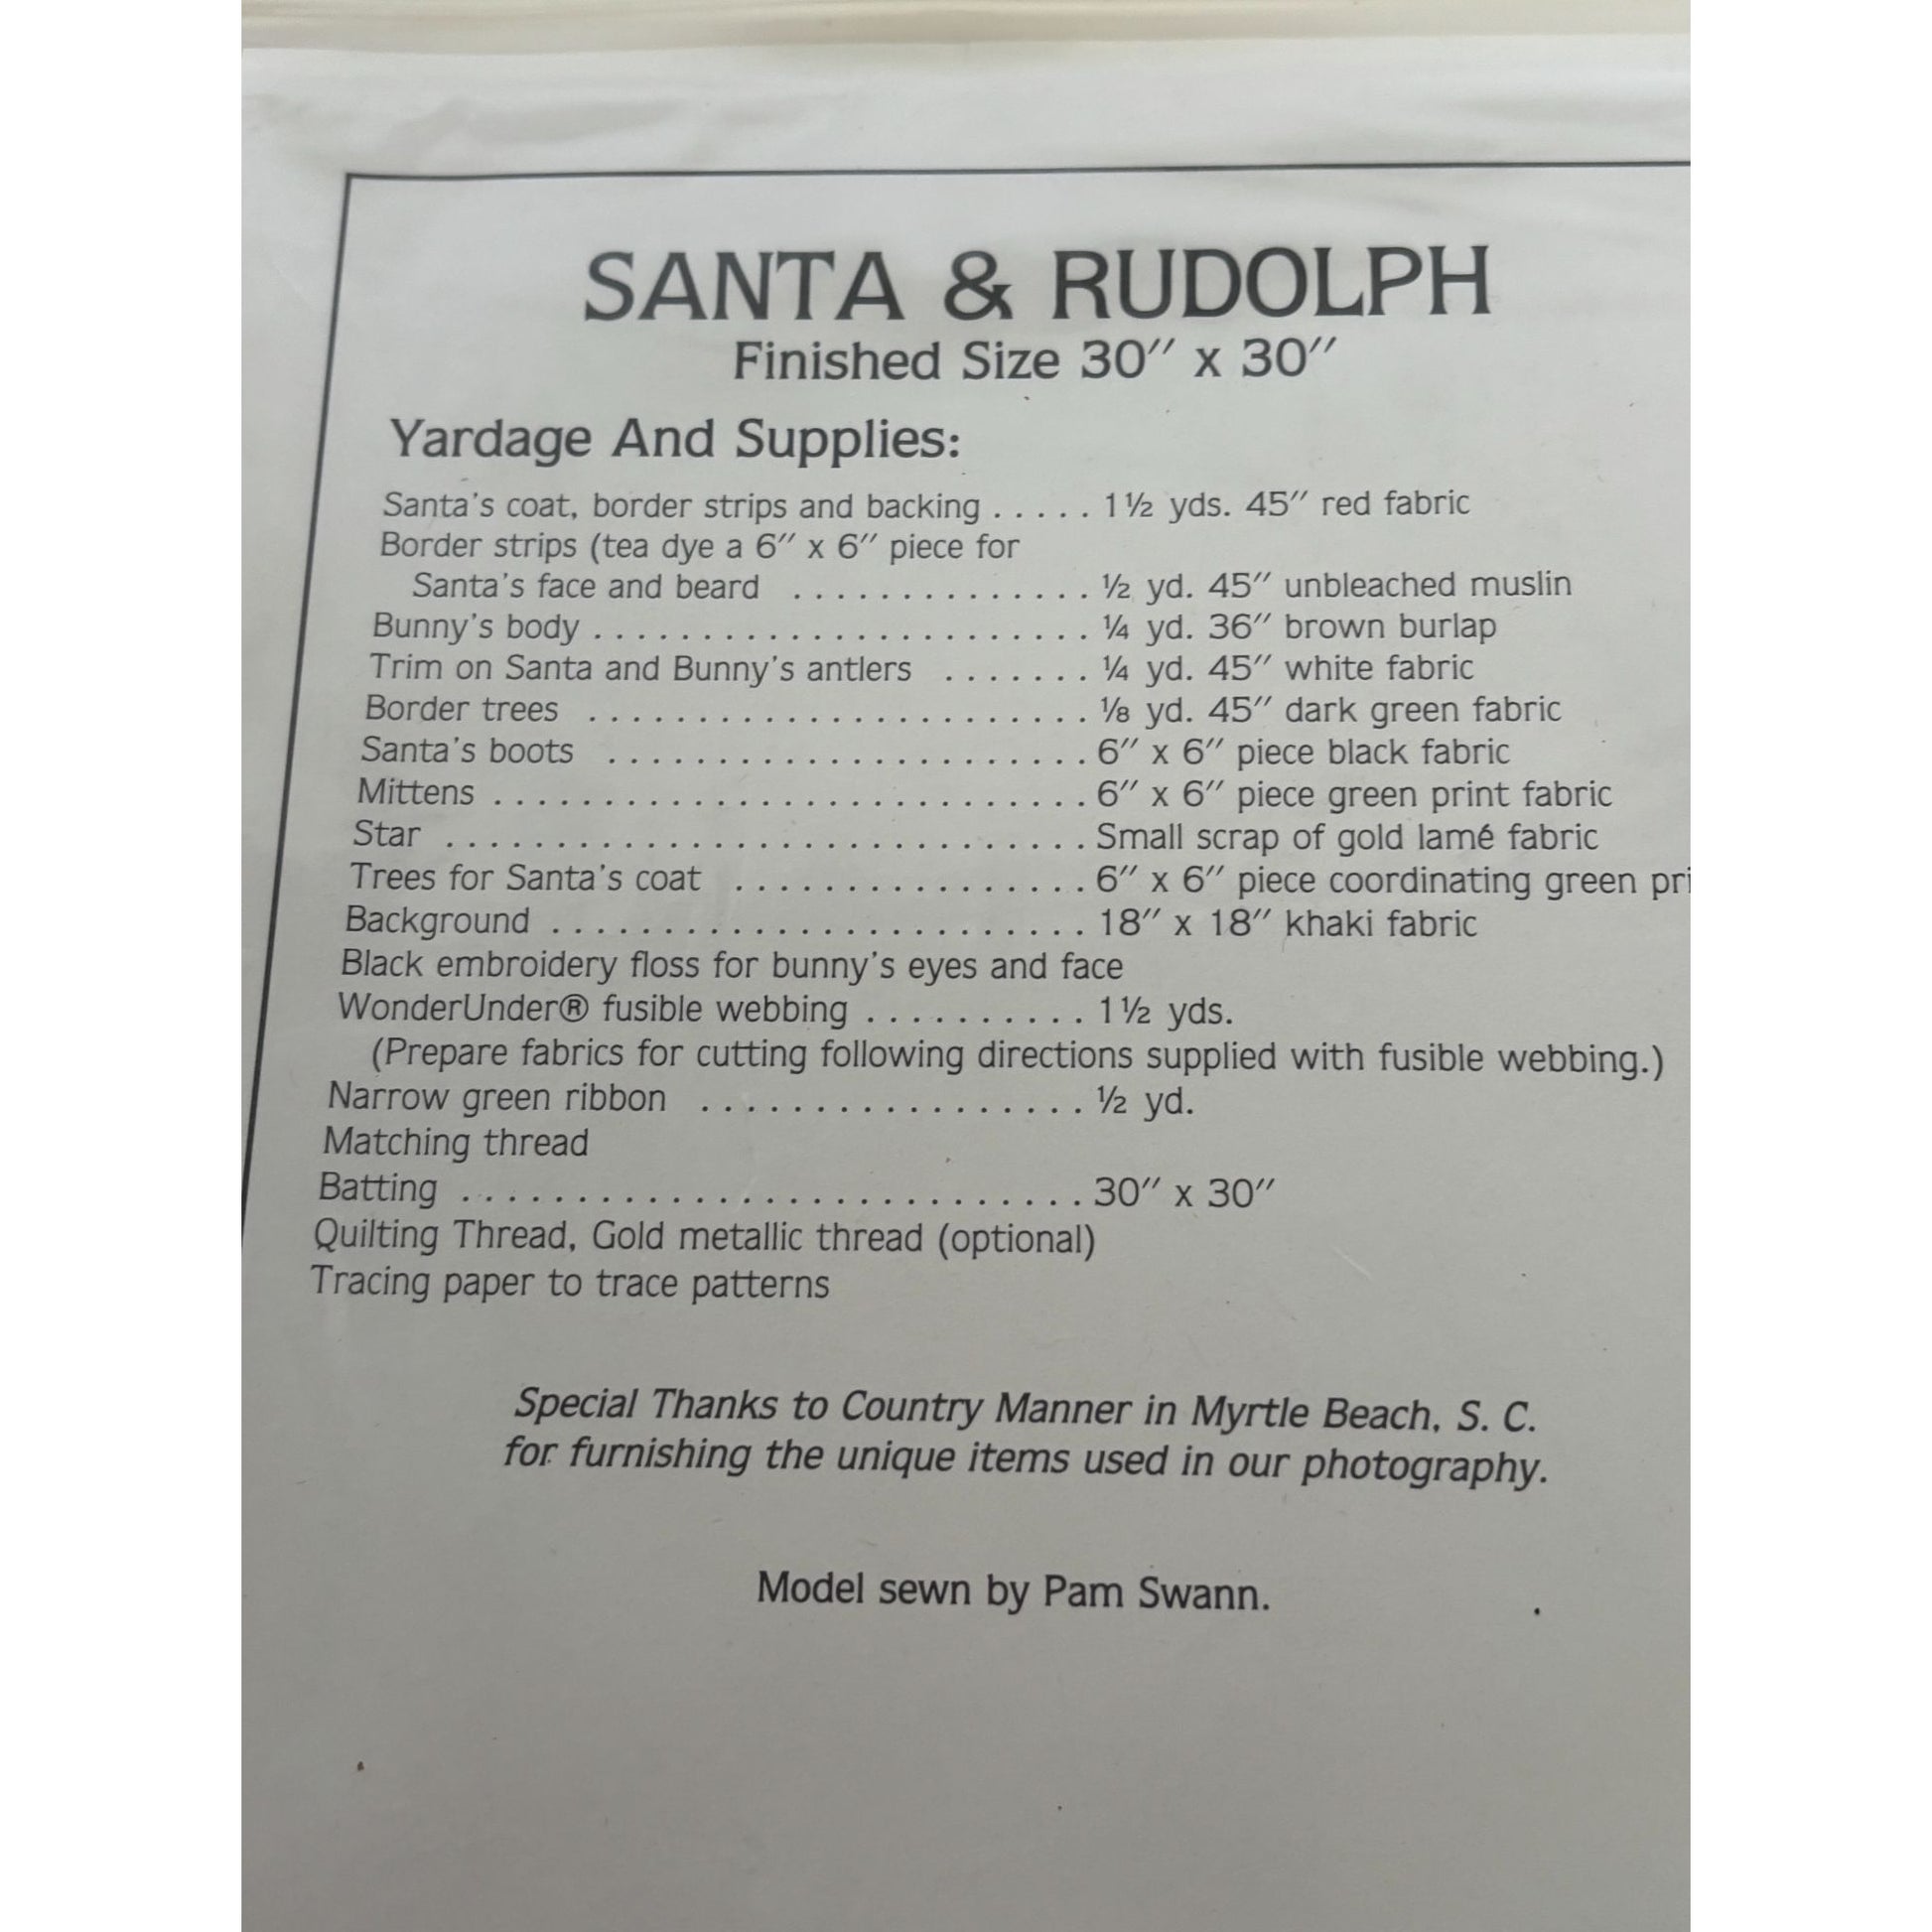 SANTA & RUDOLPH
Finished Size 30″ x 30″
Yardage And Supplies:
Santa's coat, border strips and backing . . . . . 1½ yds. 45″ red fabric
Border strips (tea dye a 6″ x 6″ piece for
Santa's face and beard . . . . . . . . . . . . . . ½ yd. 45″ unbleached muslin
Bunny's body . . . . . . . . . . . . . . . . . . . . . . . ¼ yd. 36″ brown burlap
Trim on Santa and Bunny's antlers . . . . . . . ¼ yd. 45″ white fabric
Border trees . . . . . . . . . . . . . . . . . . . . . . . ⅛ yd. 45″ dark green fabric
Santa's boots . . . . . . . . . . . . . . . . . . . . . . 6″ x 6″ piece black fabric
Mittens . . . . . . . . . . . . . . . . . . . . . . . . . . . 6″ x 6″ piece green print fabric
Star . . . . . . . . . . . . . . . . . . . . . . . . . . . . . . Small scrap of gold lamé fabric
Trees for Santa's coat . . . . . . . . . . . . . . . . 6″ x 6″ piece coordinating green pri
Background . . . . . . . . . . . . . . . . . . . . . . . . . 18″ x 18″ khaki fabric
Black embroidery floss for bunny's eyes and face
WonderUnder® fusible webbing . . . . . . . . . . 1½ yds.
(Prepare fabrics for cutting following directions supplied with fusible webbing.)
Narrow green ribbon . . . . . . . . . . . . . . . . . ½ yd.
Matching thread
Batting . . . . . . . . . . . . . . . . . . . . . . . . . . . . 30″ x 30″
Quilting Thread, Gold metallic thread (optional)
Tracing paper to trace patterns
Special Thanks to Country Manner in Myrtle Beach, S. C.
for furnishing the unique items used in our photography.
Model sewn by Pam Swann.